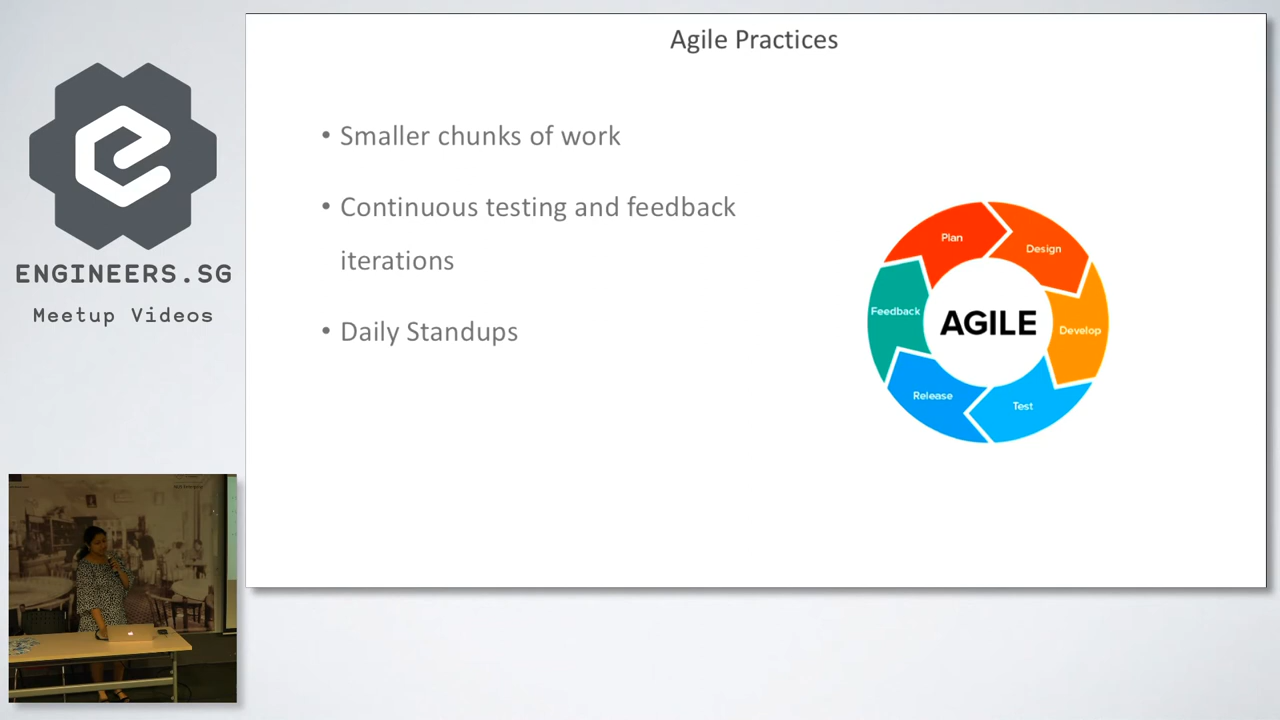 Agile Practices
• Smaller chunks of work
• Continuous testing and feedback
iterations
• Daily Standups
Plan
Design
Feedback
AGILE
Develop
Release
Test
ENGINEERS.SG
Meetup Videos